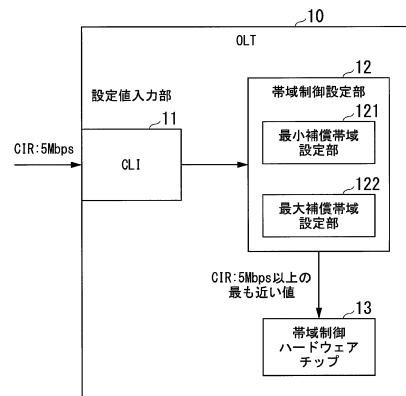 10
OLT
設定値入力部
11
CLI
CIR:5Mbps
12
帯域制御設定部
121
最小補償帯域
設定部
122
最大補償帯域
設定部
CIR:5Mbps以上の
最も近い値
13
帯域制御
ハードウェア
チップ